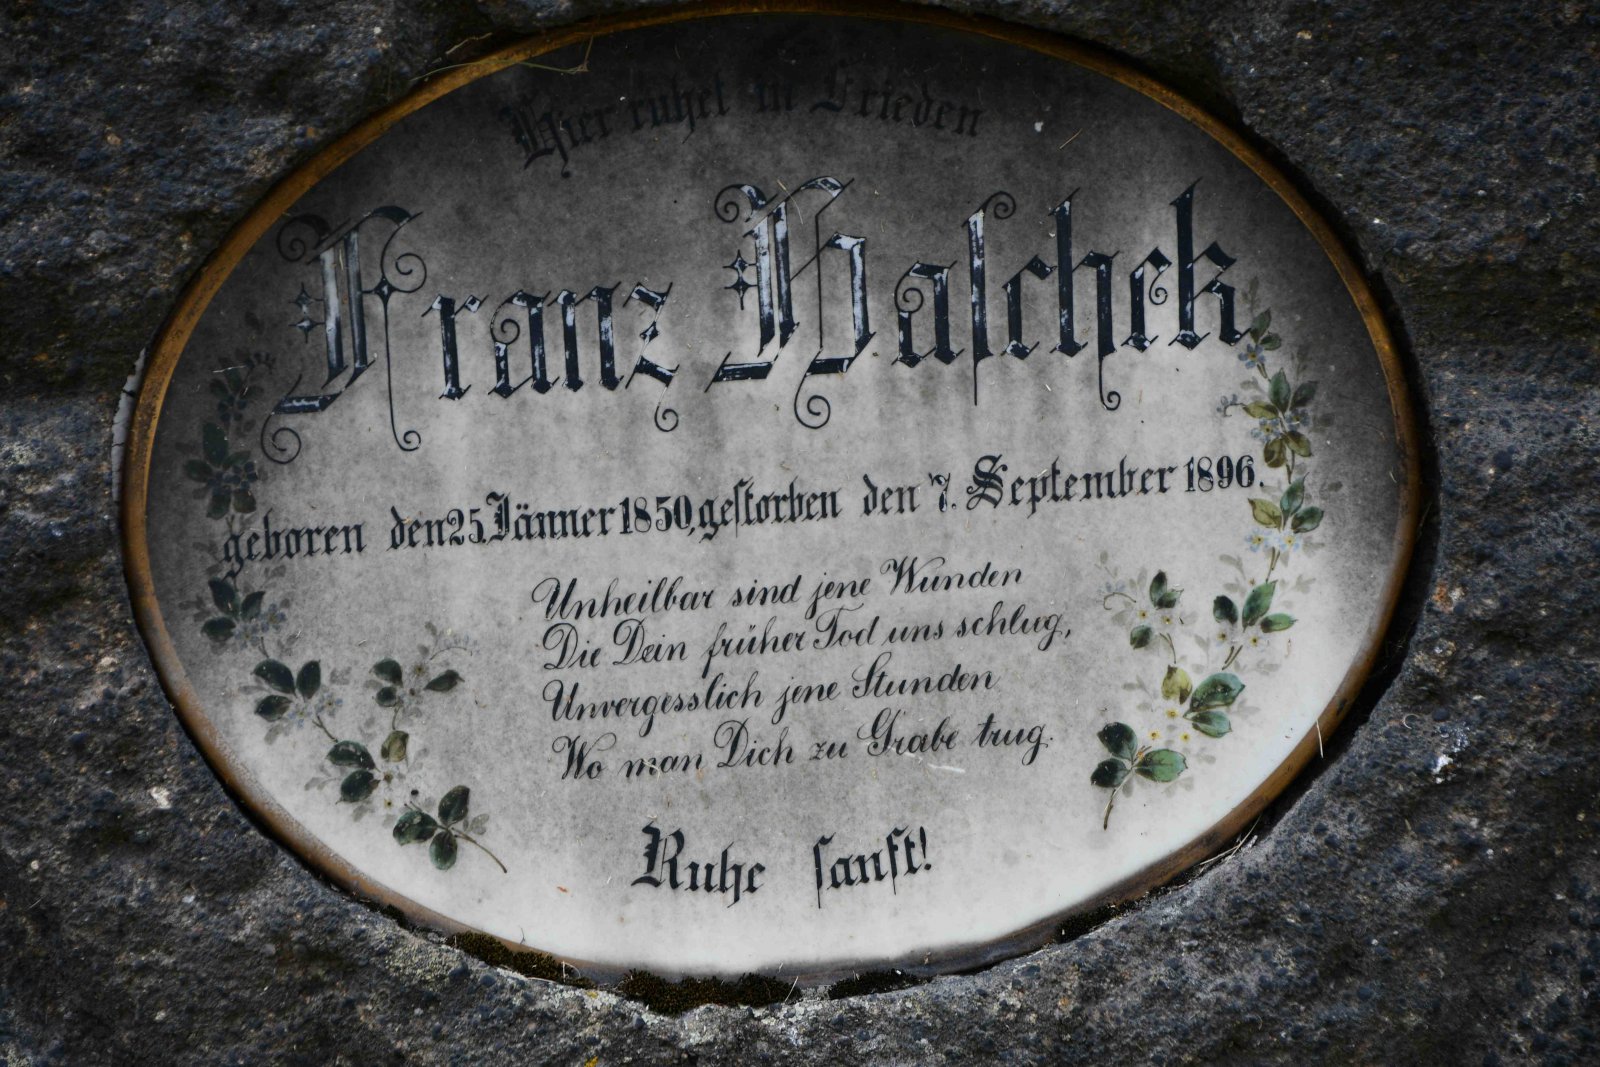 Hier ruhet in Frieden
Franz Haschek
geboren den 25. Jänner 1850, gestorben den 7. September 1896.
Unheilbar sind jene Wunden
Die Dein früher Tod uns schlug,
Unvergesslich jene Stunden
Wo man Dich zu Grabe trug.
Ruhe sanft!